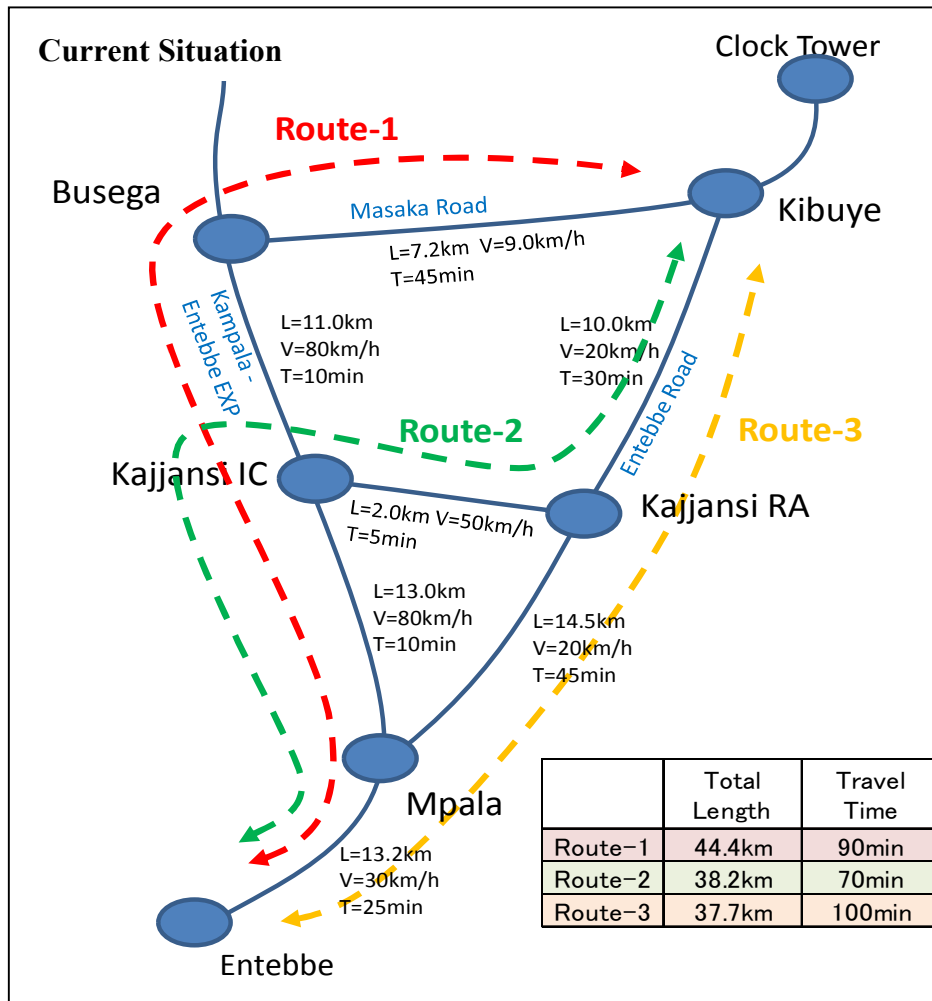 Current Situation
Clock Tower
Route-1
Busega
Masaka Road
Kibuye
L=7.2km V=9.0km/h
T=45min
Kampala -
Entebbe EXP
L=11.0km
V=80km/h
T=10min
L=10.0km
V=20km/h
T=30min
Entebbe Road
Route-2
Route-3
Kajjansi IC
Kajjansi RA
L=2.0km V=50km/h
T=5min
L=13.0km
V=80km/h
T=10min
L=14.5km
V=20km/h
T=45min
Mpala
L=13.2km
V=30km/h
T=25min
Entebbe
Total Length Travel Time
Route-1 44.4km 90min
Route-2 38.2km 70min
Route-3 37.7km 100min